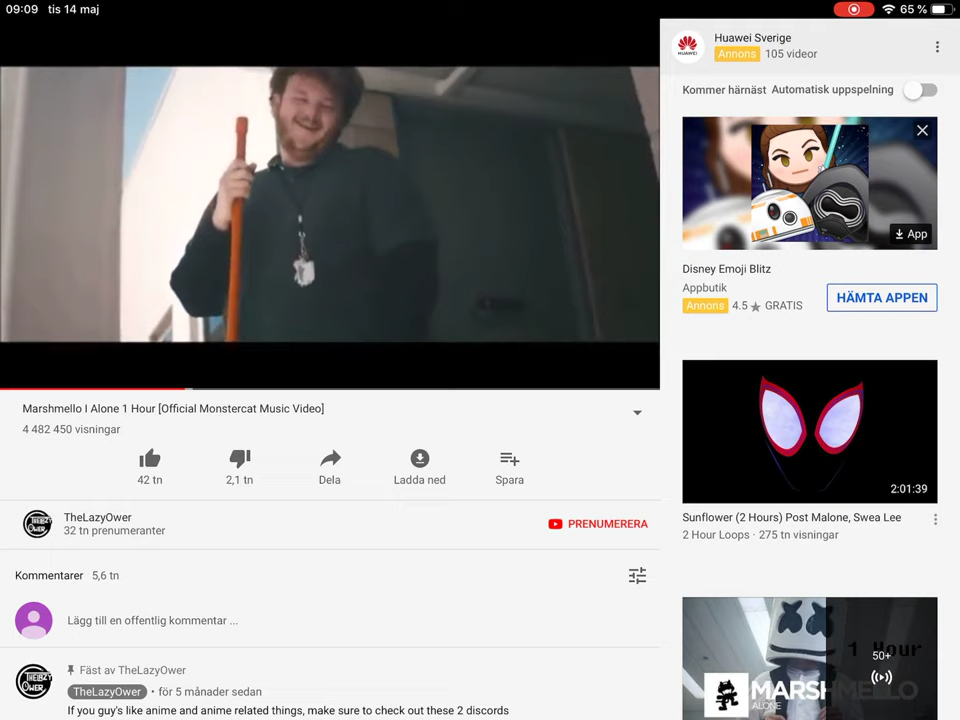 09:09 tis 14 maj
65 %
Huawei Sverige
HUAWEI
Annons 105 videor
Kommer härnäst Automatisk uppspelning
App
Disney Emoji Blitz
Appbutik
Annons 4.5 ★ GRATIS
HÄMTA APPEN
2:01:39
Sunflower (2 Hours) Post Malone, Swea Lee
2 Hour Loops · 275 tn visningar
1 Hour
50+
MARSHMELLO
ALONE
Marshmello I Alone 1 Hour [Official Monstercat Music Video]
4 482 450 visningar
42 tn
2,1 tn
Dela
Ladda ned
Spara
THELAZY
OWER
TheLazyOwer
32 tn prenumeranter
PRENUMERERA
Kommentarer 5,6 tn
Lägg till en offentlig kommentar ...
THELAZY
OWER
Fäst av TheLazyOwer
TheLazyOwer • för 5 månader sedan
If you guy's like anime and anime related things, make sure to check out these 2 discords